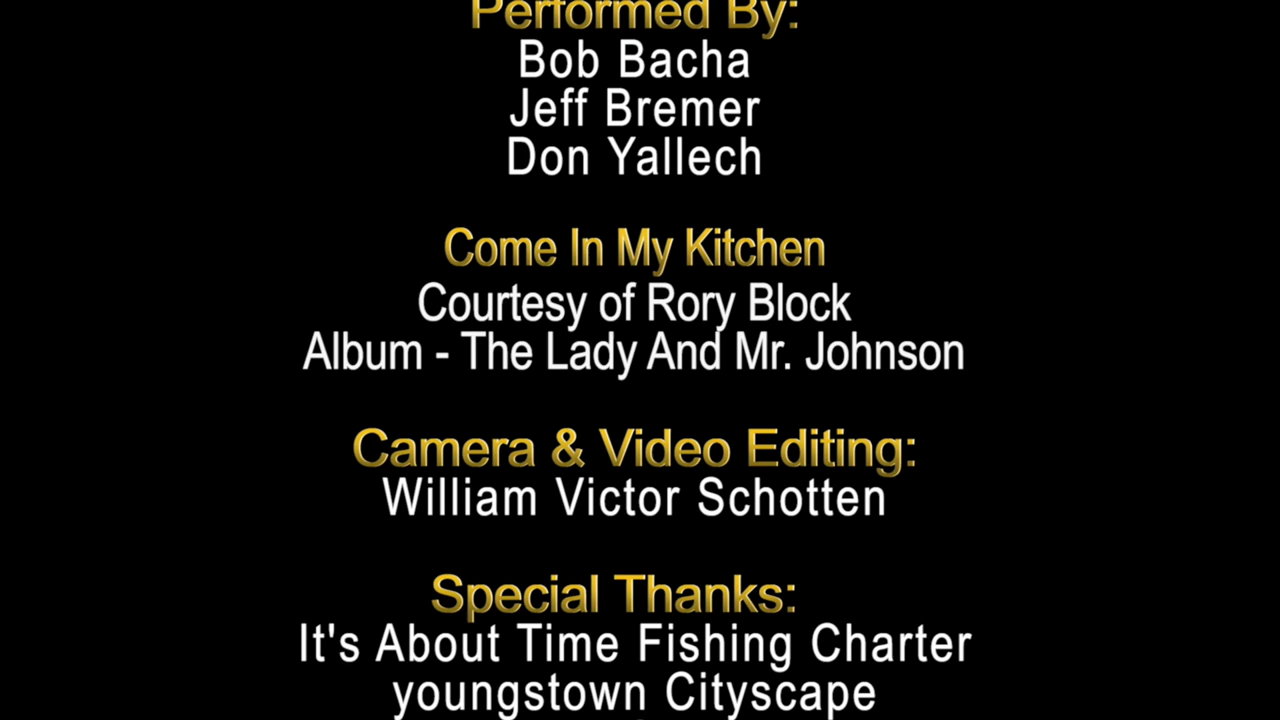 Performed By:
Bob Bacha
Jeff Bremer
Don Yallech
Come In My Kitchen
Courtesy of Rory Block
Album - The Lady And Mr. Johnson
Camera & Video Editing:
William Victor Schotten
Special Thanks:
It's About Time Fishing Charter
youngstown Cityscape